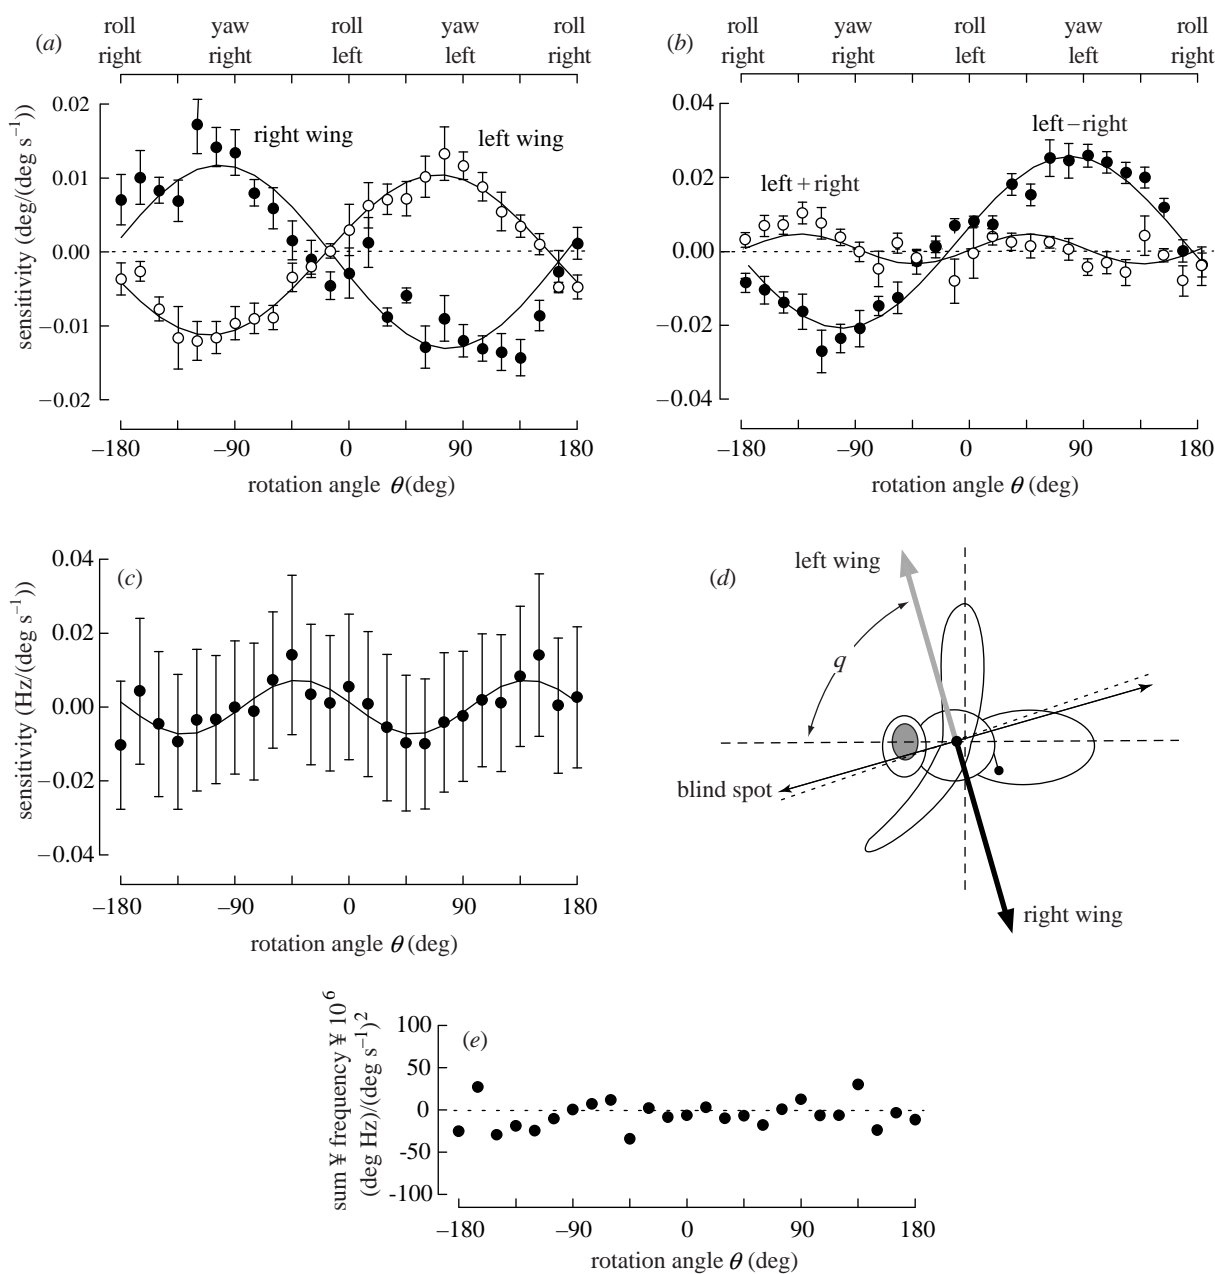 roll yaw roll yaw roll
(a) right right left left right
0.02
right wing left wing
0.01
0.00
−0.01
−0.02
sensitivity (deg/(deg s−1))
−180 −90 0 90 180
rotation angle θ (deg)
roll yaw roll yaw roll
(b) right right left left right
0.04
left−right
0.02
left+right
0.00
−0.02
−0.04
−180 −90 0 90 180
rotation angle θ (deg)
0.04
(c)
0.02
0.00
−0.02
−0.04
sensitivity (Hz/(deg s−1))
−180 −90 0 90 180
rotation angle θ (deg)
left wing (d)
q
blind spot
right wing
sum ¥ frequency ¥ 10 6
(deg Hz)/(deg s−1)2
100 (e)
50
0
-50
-100
−180 −90 0 90 180
rotation angle θ (deg)